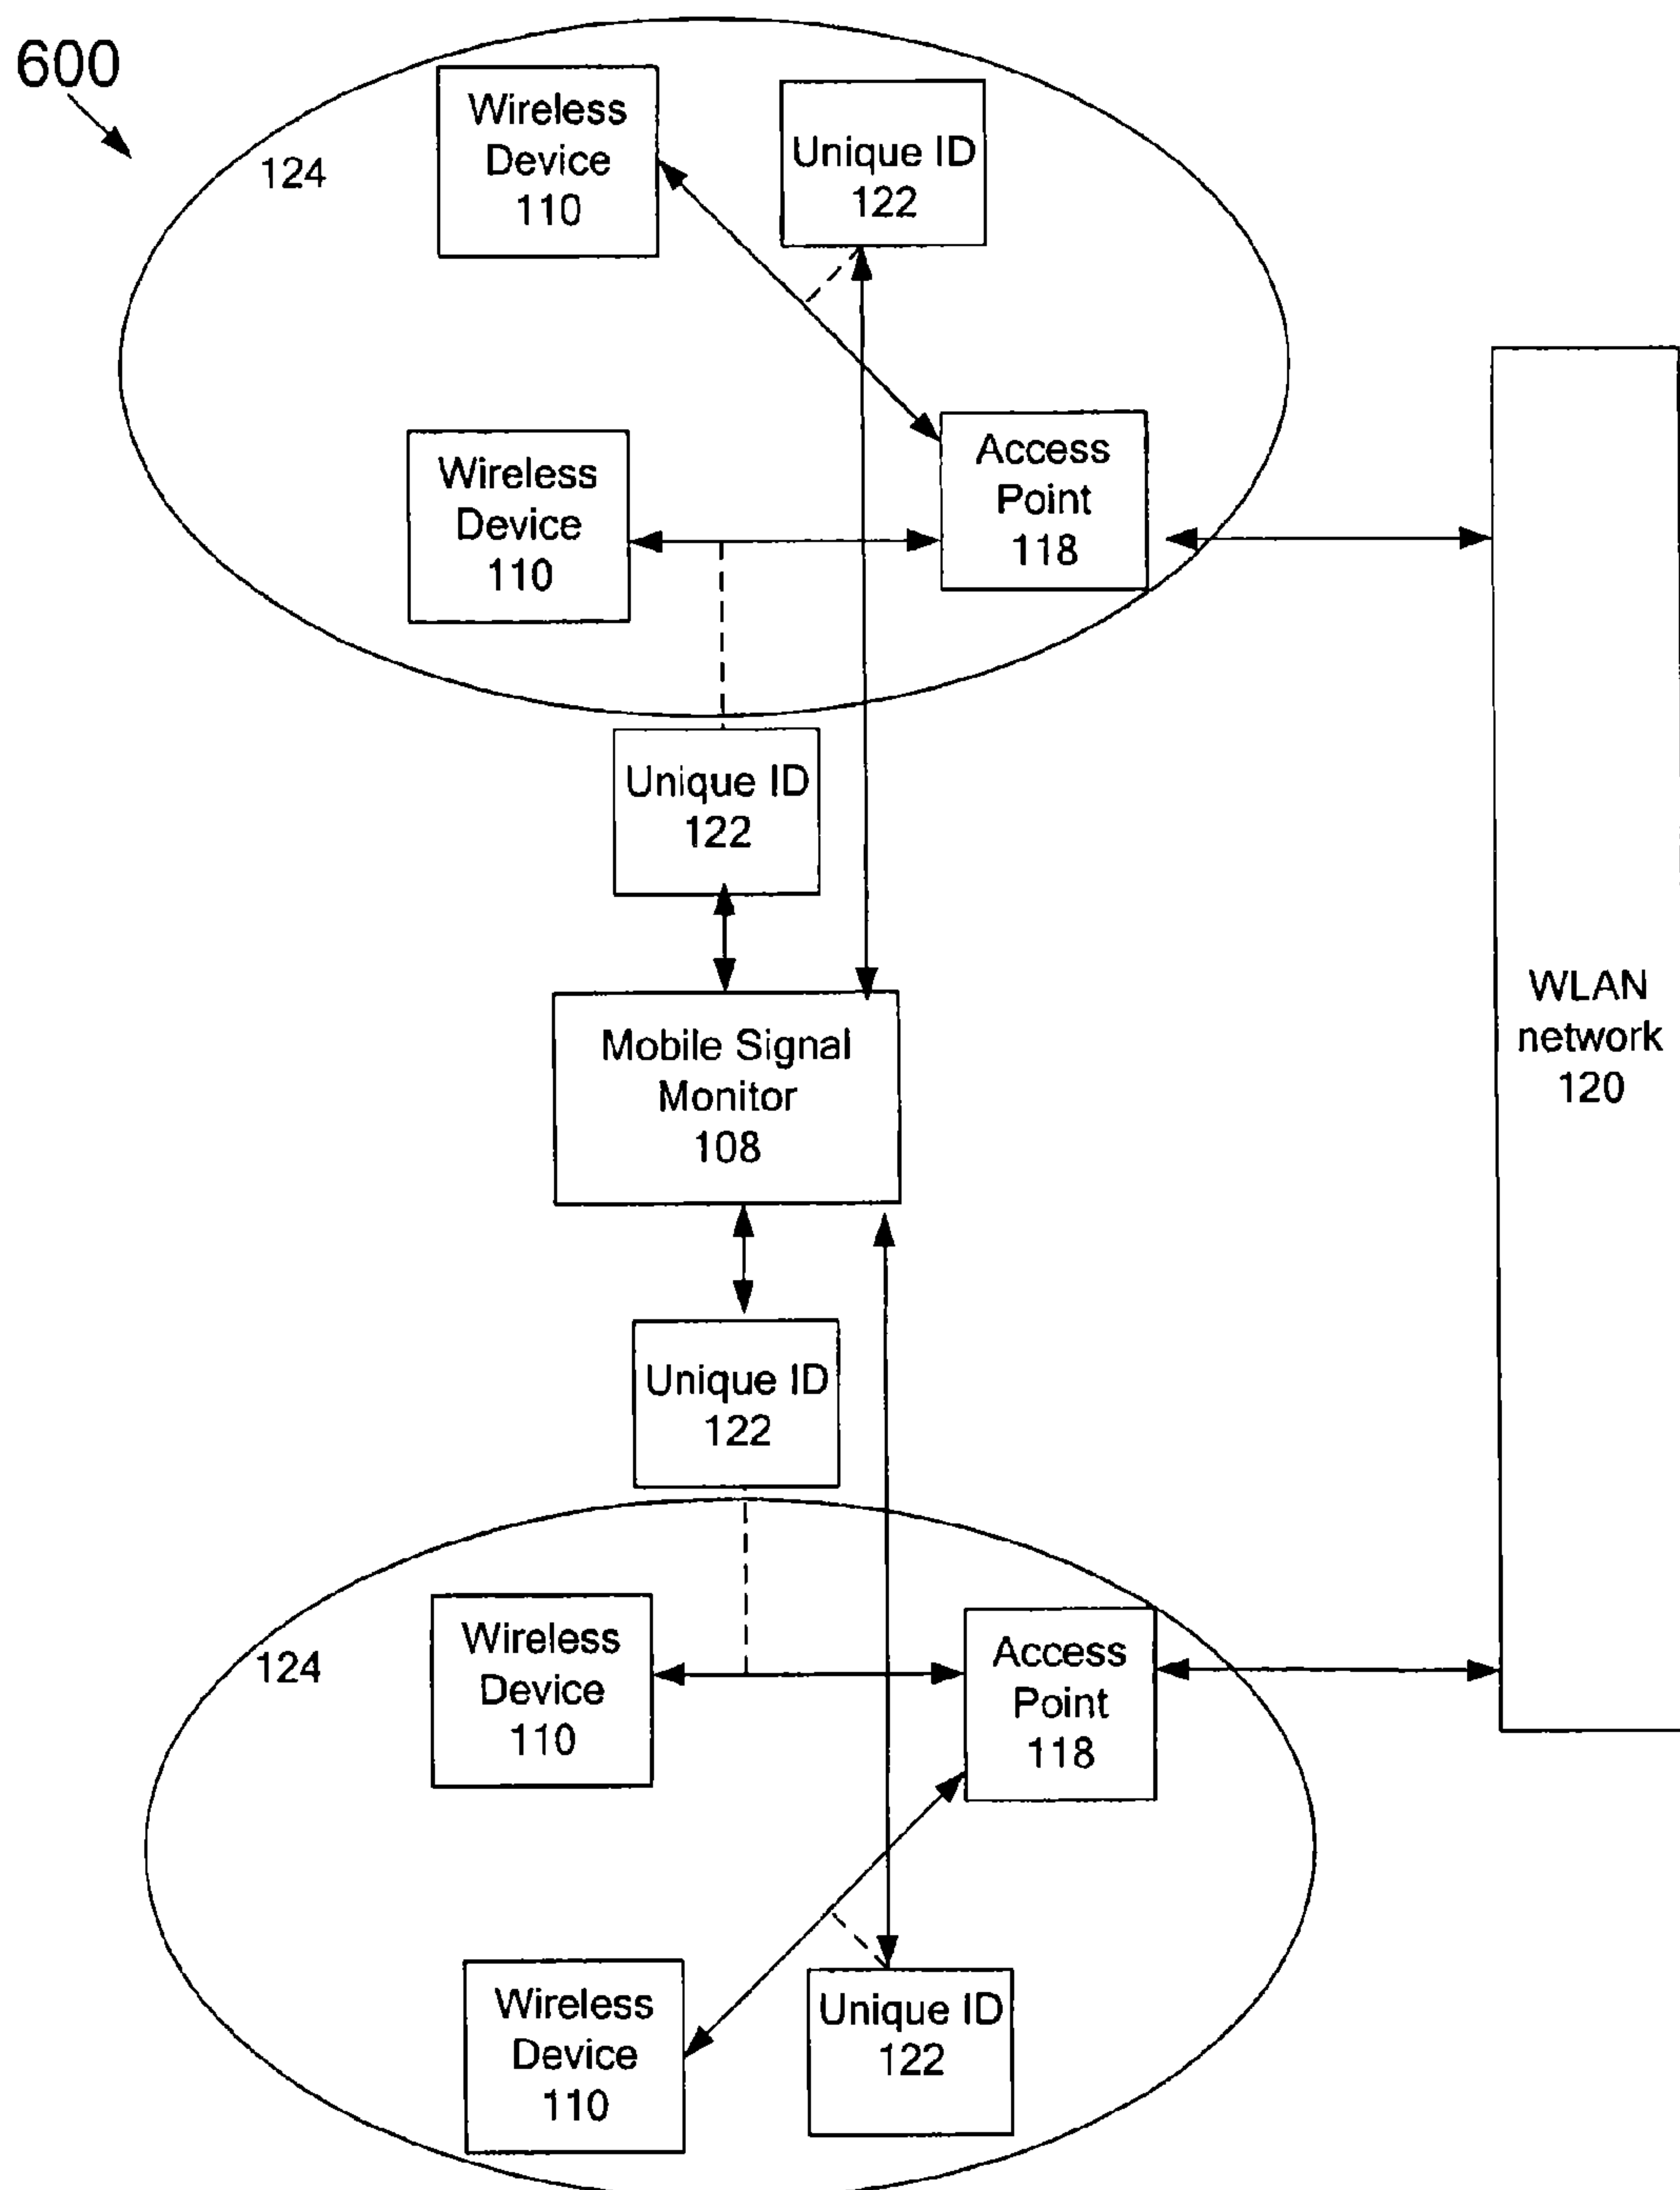 600
124
Wireless
Device
110
Unique ID
122
Wireless
Device
110
Access
Point
118
Unique ID
122
WLAN
network
120
Mobile Signal
Monitor
108
Unique ID
122
124
Wireless
Device
110
Access
Point
118
Wireless
Device
110
Unique ID
122